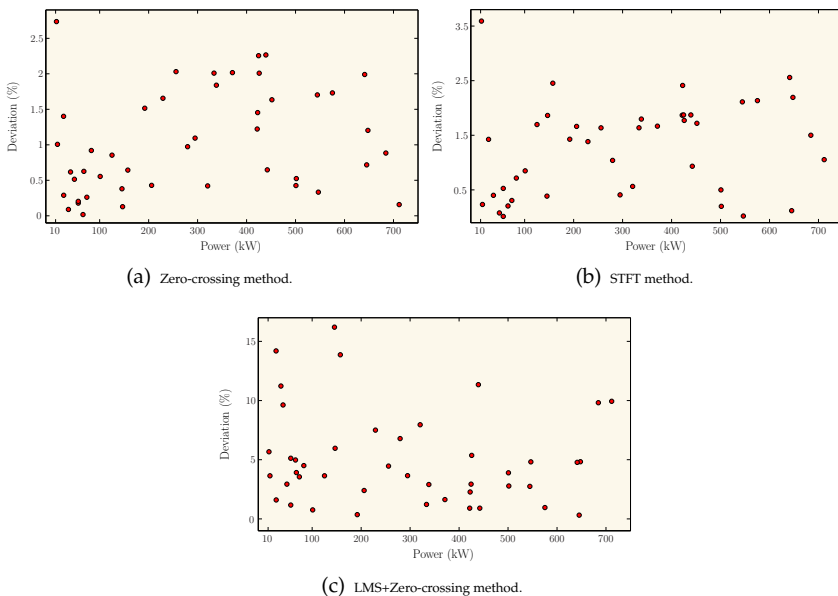 Deviation (%)
2.5
2
1.5
1
0.5
0
10 100 200 300 400 500 600 700
Power (kW)
(a) Zero-crossing method.
Deviation (%)
3.5
2.5
1.5
0.5
10 100 200 300 400 500 600 700
Power (kW)
(b) STFT method.
Deviation (%)
15
10
5
0
10 100 200 300 400 500 600 700
Power (kW)
(c) LMS+Zero-crossing method.